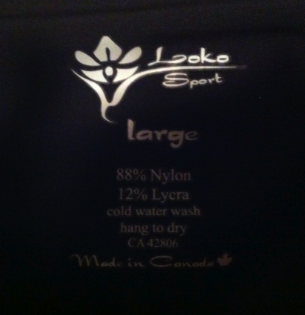 Loko
Sport
large
88% Nylon
12% Lycra
cold water wash
hang to dry
CA 42806
Made in Canada